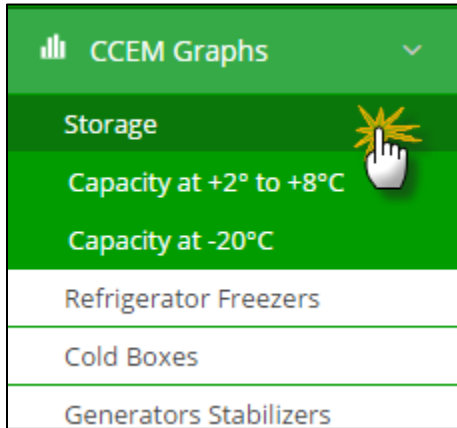 CCEM Graphs
Storage
Capacity at +2° to +8°C
Capacity at -20°C
Refrigerator Freezers
Cold Boxes
Generators Stabilizers